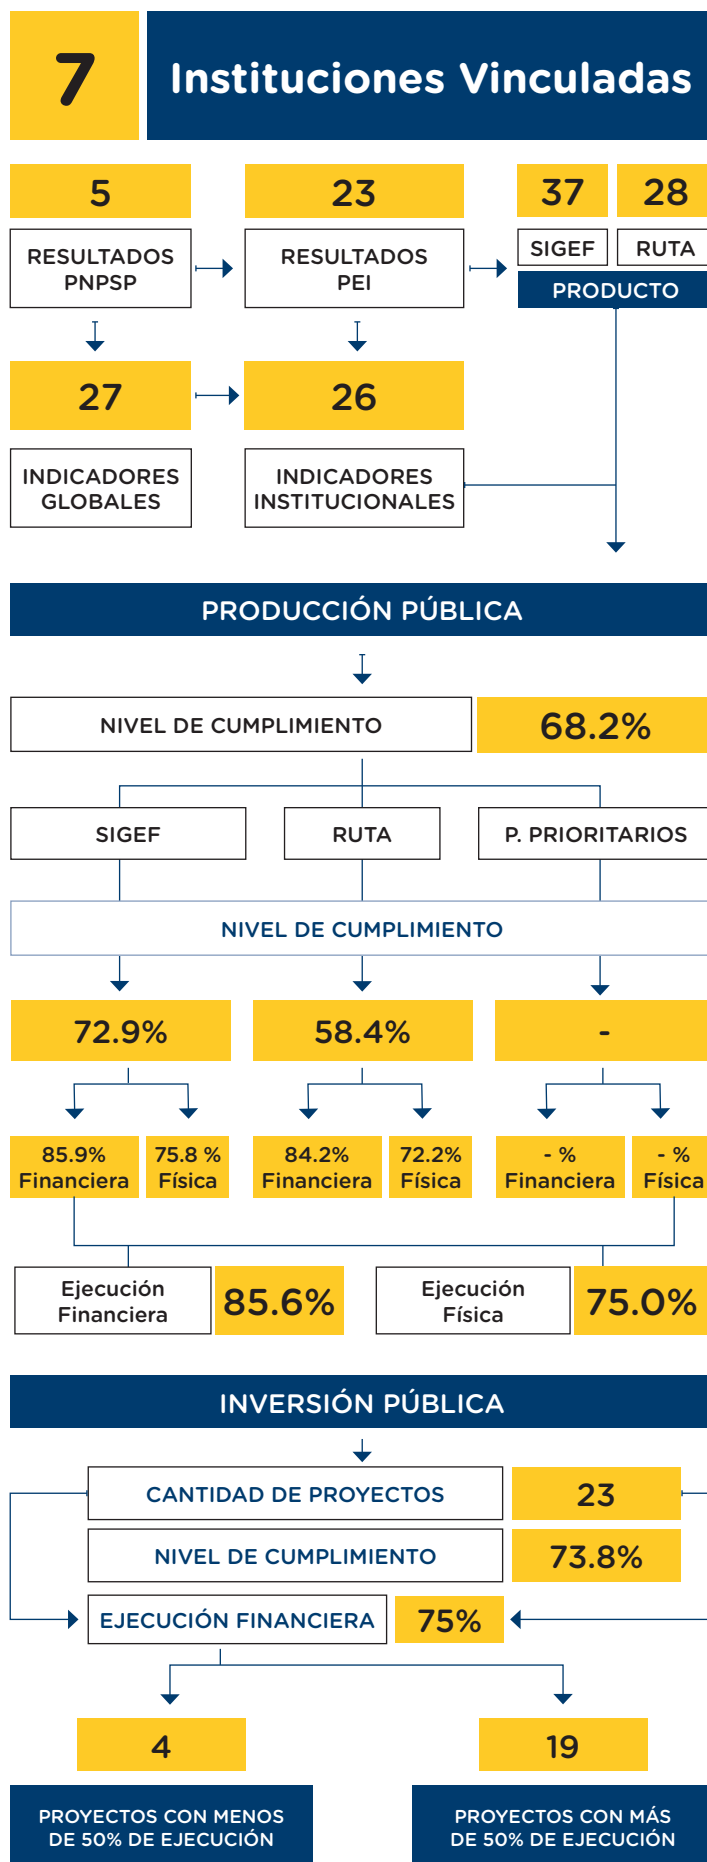 7
Instituciones Vinculadas
5
23
37
28
RESULTADOS
PNPSP
RESULTADOS
PEI
SIGEF
RUTA
PRODUCTO
27
26
INDICADORES
GLOBALES
INDICADORES
INSTITUCIONALES
PRODUCCIÓN PÚBLICA
NIVEL DE CUMPLIMIENTO
68.2%
SIGEF
RUTA
P. PRIORITARIOS
NIVEL DE CUMPLIMIENTO
72.9%
58.4%
-
85.9%
Financiera
75.8 %
Física
84.2%
Financiera
72.2%
Física
- %
Financiera
- %
Física
Ejecución
Financiera
85.6%
Ejecución
Física
75.0%
INVERSIÓN PÚBLICA
CANTIDAD DE PROYECTOS
23
NIVEL DE CUMPLIMIENTO
73.8%
EJECUCIÓN FINANCIERA
75%
4
19
PROYECTOS CON MENOS
DE 50% DE EJECUCIÓN
PROYECTOS CON MÁS
DE 50% DE EJECUCIÓN